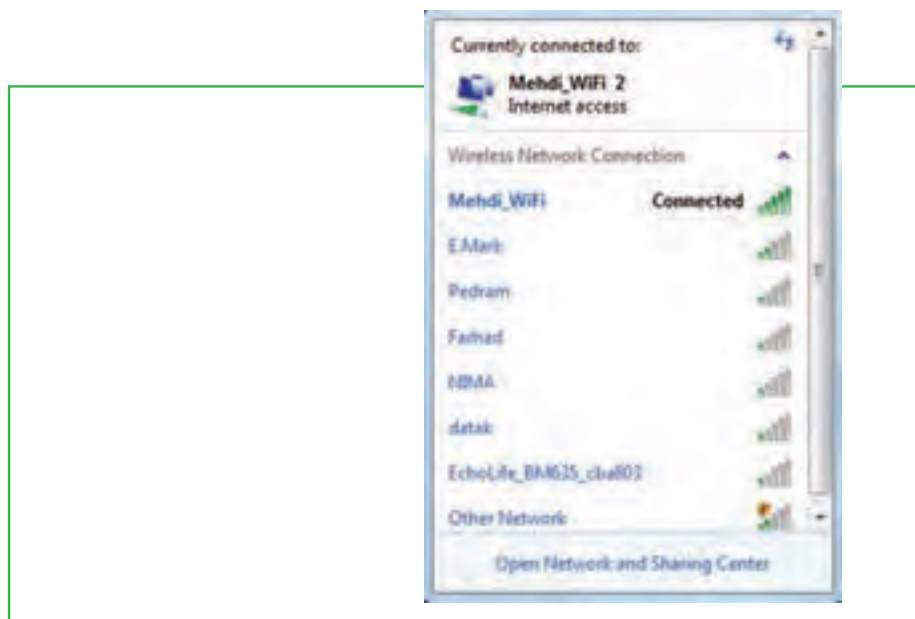 Currently connected to:
Mehdi_WiFi 2
Internet access
Wireless Network Connection
Mehdi_WiFi Connected
E.Mark
Pedram
Farhad
NIMA
datak
EchoLife_BM635_cba803
Other Network
Open Network and Sharing Center